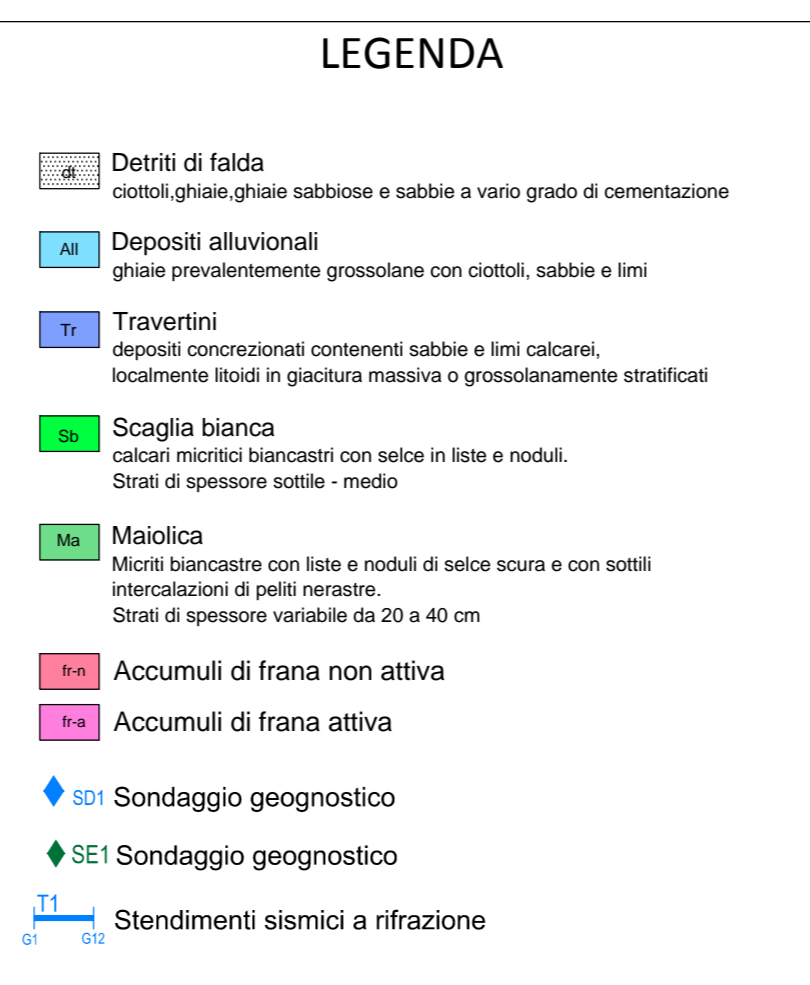 LEGENDA
dt Detriti di falda
ciottoli,ghiaie,ghiaie sabbiose e sabbie a vario grado di cementazione
All Depositi alluvionali
ghiaie prevalentemente grossolane con ciottoli, sabbie e limi
Tr Travertini
depositi concrezionati contenenti sabbie e limi calcarei,
localmente litoidi in giacitura massiva o grossolanamente stratificati
Sb Scaglia bianca
calcari micritici biancastri con selce in liste e noduli.
Strati di spessore sottile - medio
Ma Maiolica
Micriti biancastre con liste e noduli di selce scura e con sottili
intercalazioni di peliti nerastre.
Strati di spessore variabile da 20 a 40 cm
fr-n Accumuli di frana non attiva
fr-a Accumuli di frana attiva
SD1 Sondaggio geognostico
SE1 Sondaggio geognostico
T1
Stendimenti sismici a rifrazione
G1 G12